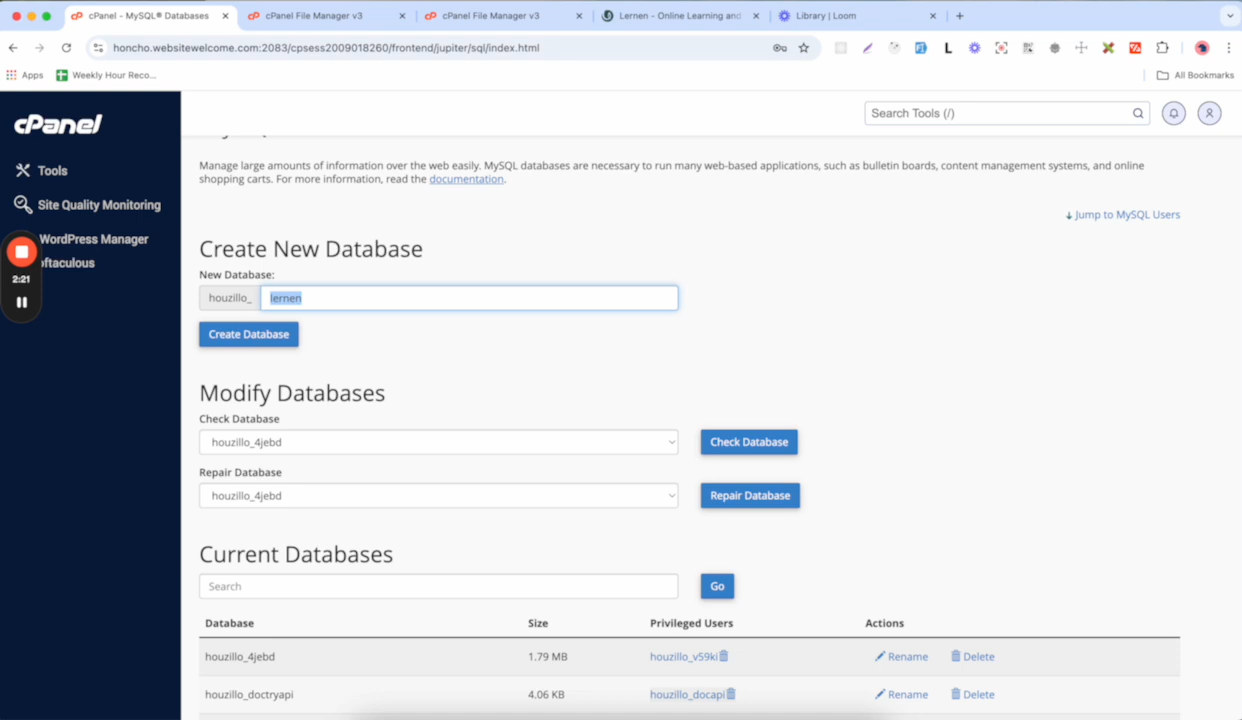 cPanel - MySQL® Databases
cPanel File Manager v3
cPanel File Manager v3
Lernen - Online Learning and
Library | Loom
honcho.websitewelcome.com:2083/cpsess2009018260/frontend/jupiter/sql/index.html
Apps
Weekly Hour Reco...
All Bookmarks
cPanel
Search Tools (/)
Tools
Site Quality Monitoring
WordPress Manager
oftaculous
2:21
Manage large amounts of information over the web easily. MySQL databases are necessary to run many web-based applications, such as bulletin boards, content management systems, and online
shopping carts. For more information, read the documentation.
Jump to MySQL Users
Create New Database
New Database:
houzillo_ lernen
Create Database
Modify Databases
Check Database
houzillo_4jebd
Check Database
Repair Database
houzillo_4jebd
Repair Database
Current Databases
Search
Go
Database Size Privileged Users Actions
houzillo_4jebd 1.79 MB houzillo_v59ki Rename Delete
houzillo_doctryapi 4.06 KB houzillo_docapi Rename Delete